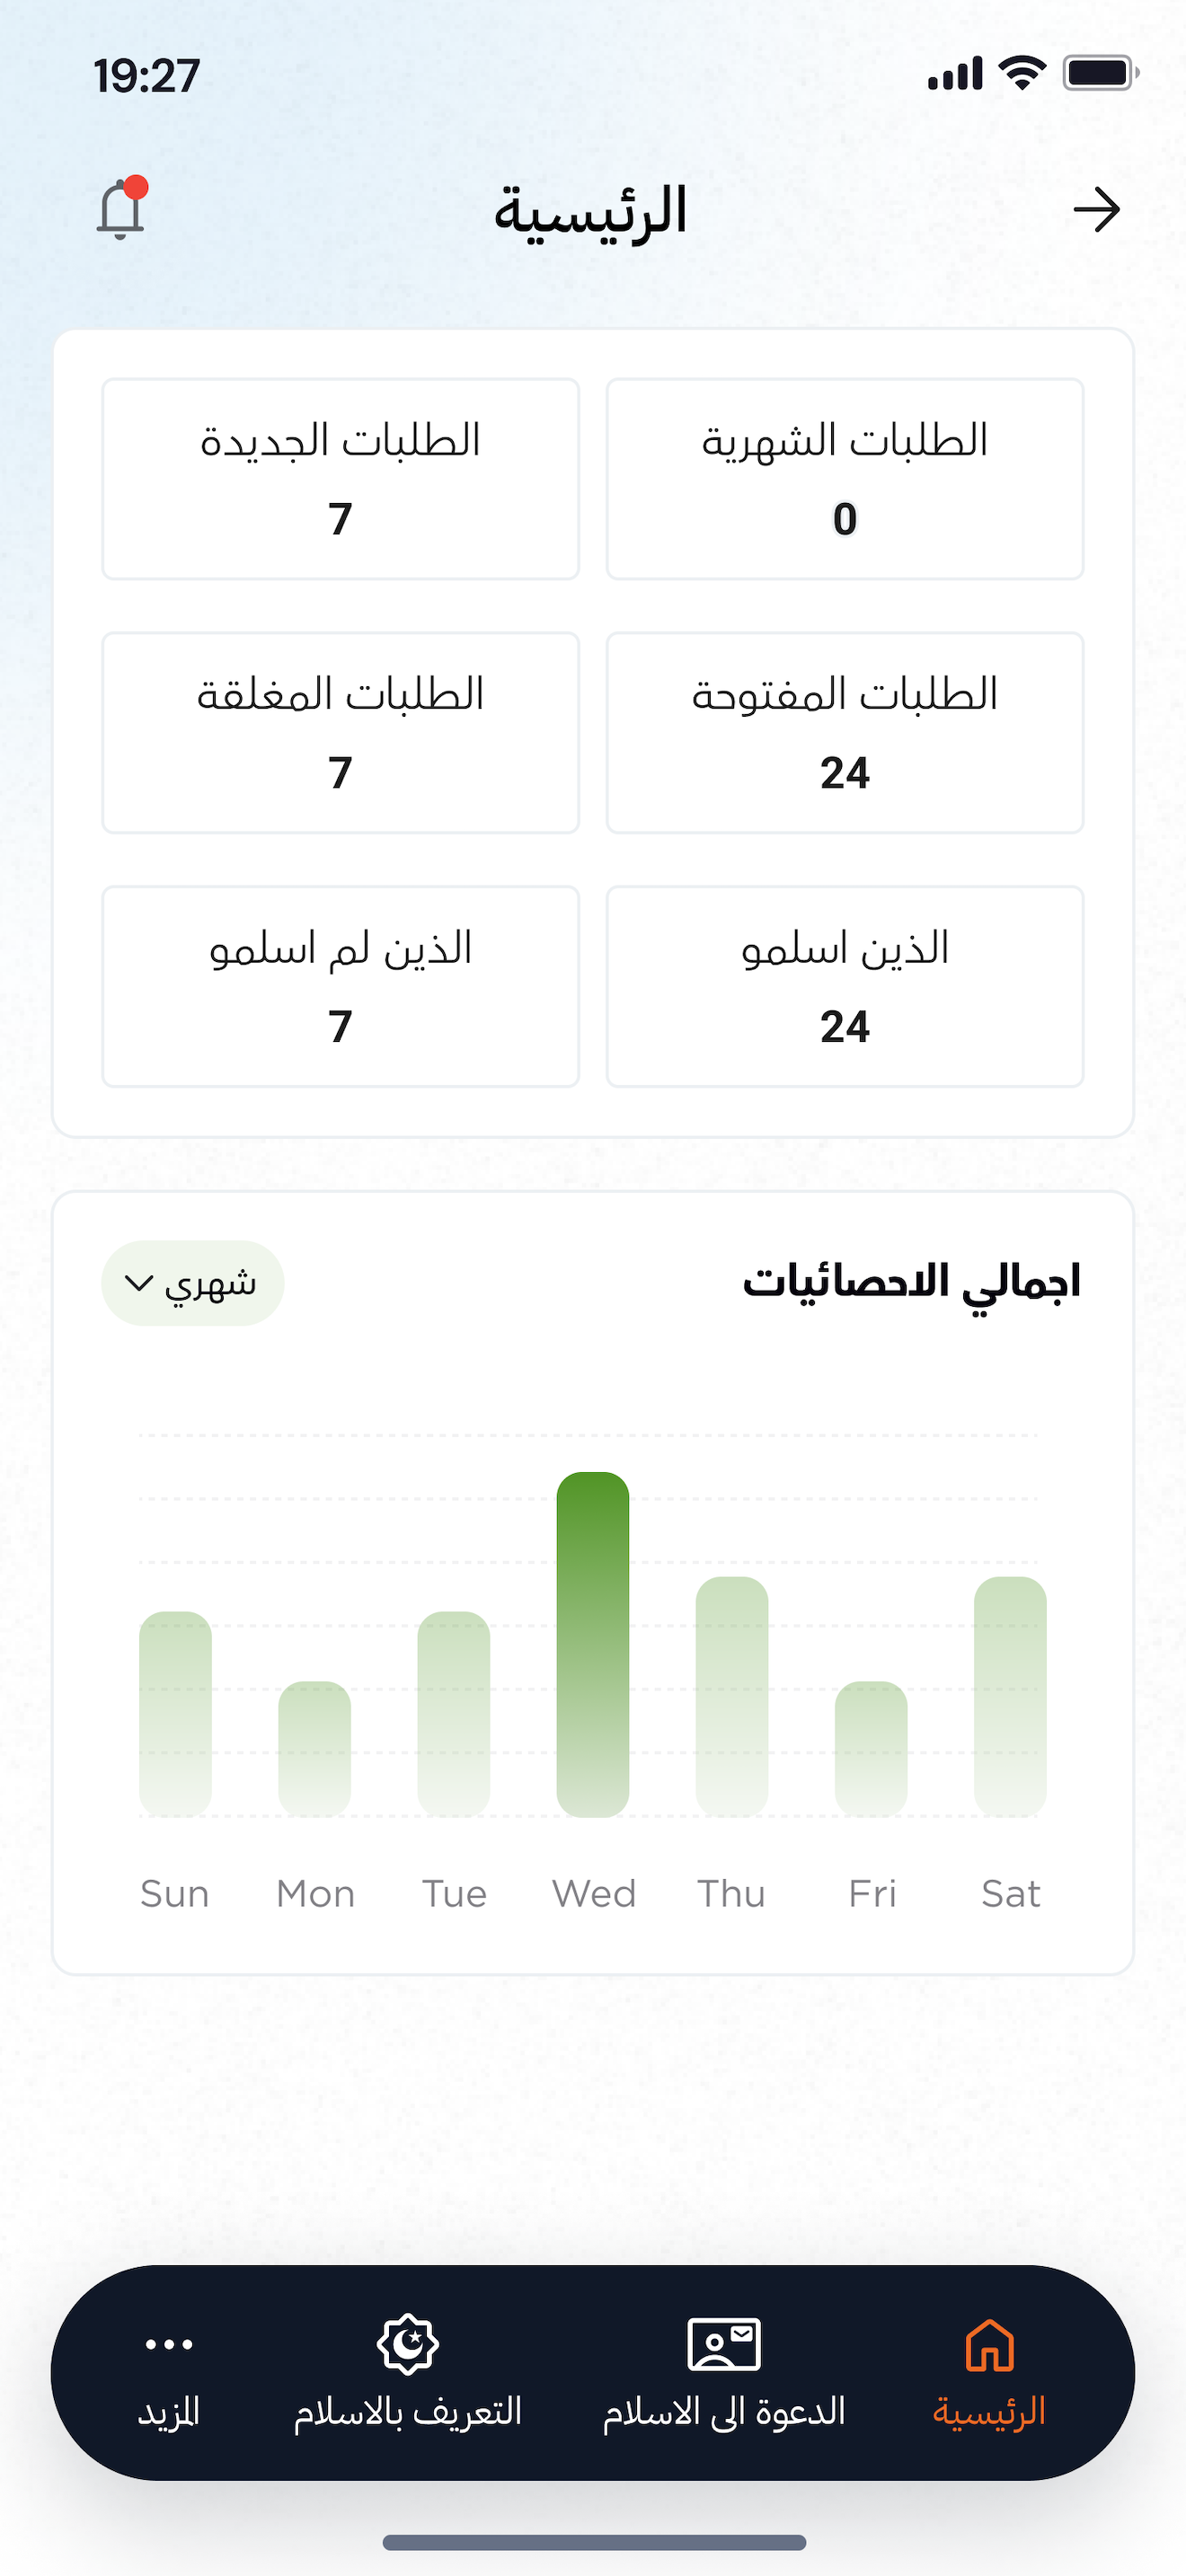 19:27
الرئيسية
الطلبات الشهرية
0
الطلبات الجديدة
7
الطلبات المفتوحة
24
الطلبات المغلقة
7
الذين اسلمو
24
الذين لم اسلمو
7
اجمالي الاحصائيات
شهري
Sun Mon Tue Wed Thu Fri Sat
الرئيسية
الدعوة الى الاسلام
التعريف بالاسلام
المزيد